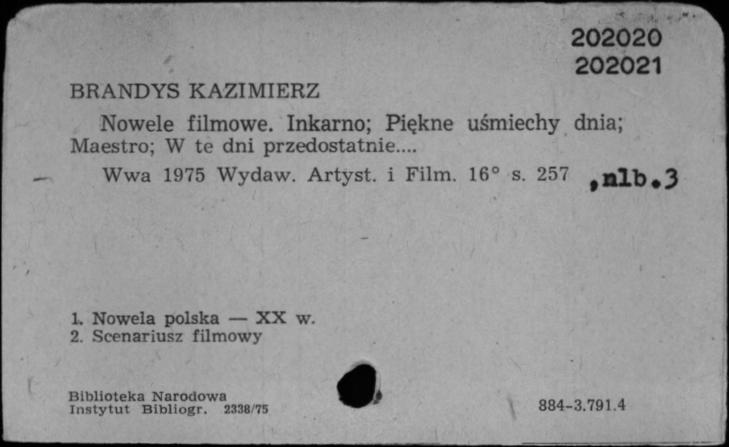 202020
202021
BRANDYS KAZIMIERZ
Nowele filmowe. Inkarno; Piękne uśmiechy dnia;
Maestro; W te dni przedostatnie....
Wwa 1975 Wydaw. Artyst. i Film. 16° s. 257 ,nlb.3
1. Nowela polska — XX w.
2. Scenariusz filmowy
Biblioteka Narodowa
Instytut Bibliogr. 2338/75
884-3.791.4